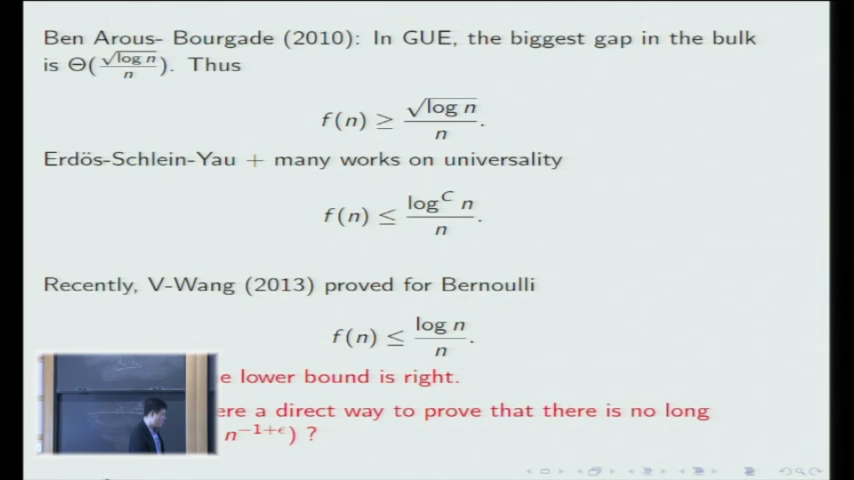 Ben Arous- Bourgade (2010): In GUE, the biggest gap in the bulk
is Θ(√log n / n). Thus
f(n) ≥ √log n / n.
Erdös-Schlein-Yau + many works on universality
f(n) ≤ log^C n / n.
Recently, V-Wang (2013) proved for Bernoulli
f(n) ≤ log n / n.
e lower bound is right.
ere a direct way to prove that there is no long
n^{-1+ϵ}) ?